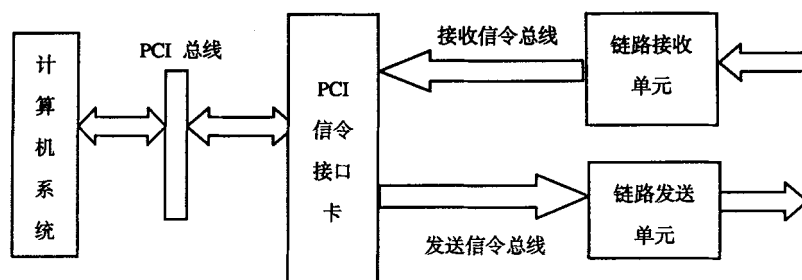 计算机系统
PCI 总线
PCI
信令
接口
卡
接收信令总线
链路接收
单元
发送信令总线
链路发送
单元